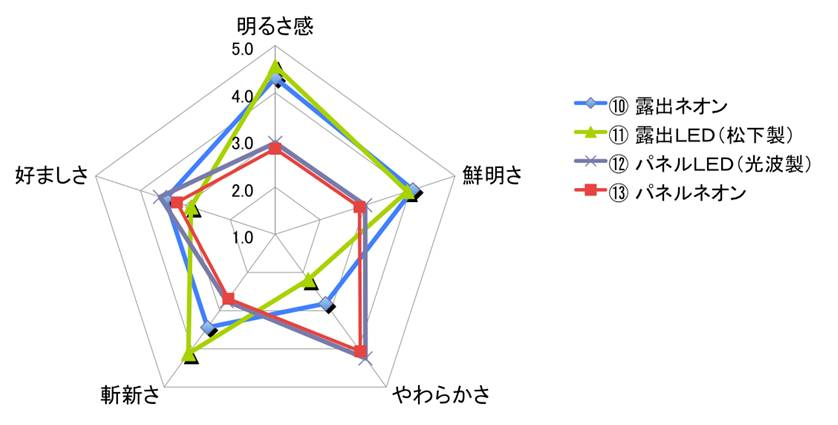 明るさ感
5.0
4.0
3.0
2.0
1.0
好ましさ
鮮明さ
斬新さ
やわらかさ
⑩ 露出ネオン
⑪ 露出LED(松下製)
⑫ パネルLED(光波製)
⑬ パネルネオン